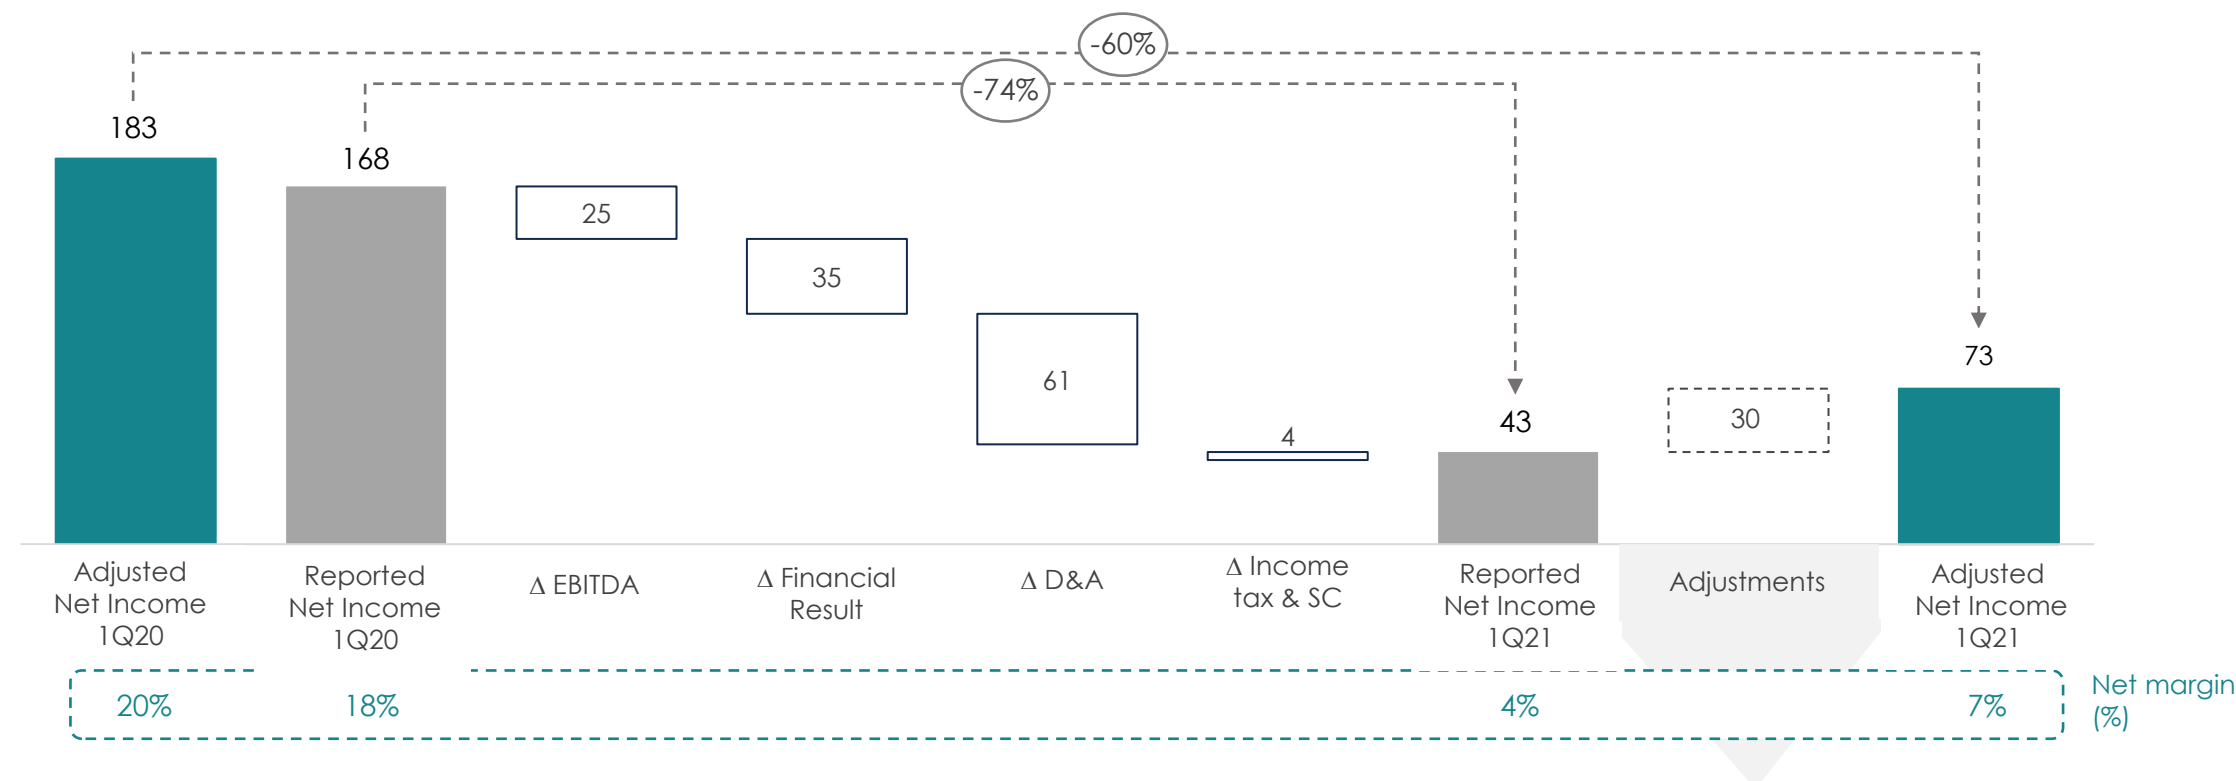 -60%
-74%
183
168
25
35
61
4
43
30
73
Adjusted
Net Income
1Q20
Reported
Net Income
1Q20
Δ EBITDA
Δ Financial
Result
Δ D&A
Δ Income
tax & SC
Reported
Net Income
1Q21
Adjustments
Adjusted
Net Income
1Q21
20%
18%
4%
7%
Net margin
(%)